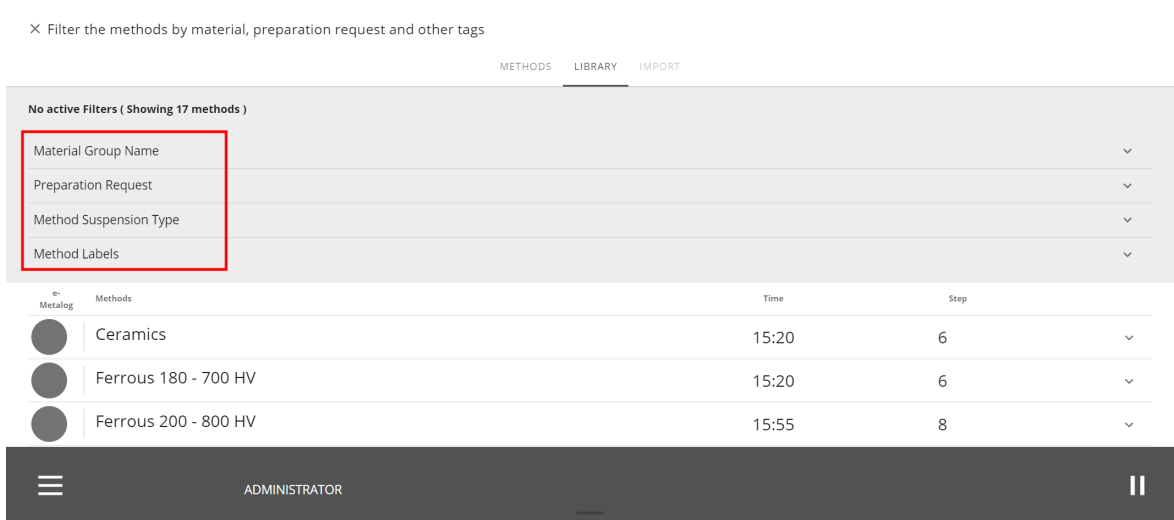 × Filter the methods by material, preparation request and other tags
METHODS LIBRARY IMPORT
No active Filters ( Showing 17 methods )
Material Group Name
Preparation Request
Method Suspension Type
Method Labels
e-
Metalog Methods Time Step
Ceramics 15:20 6
Ferrous 180 - 700 HV 15:20 6
Ferrous 200 - 800 HV 15:55 8
ADMINISTRATOR